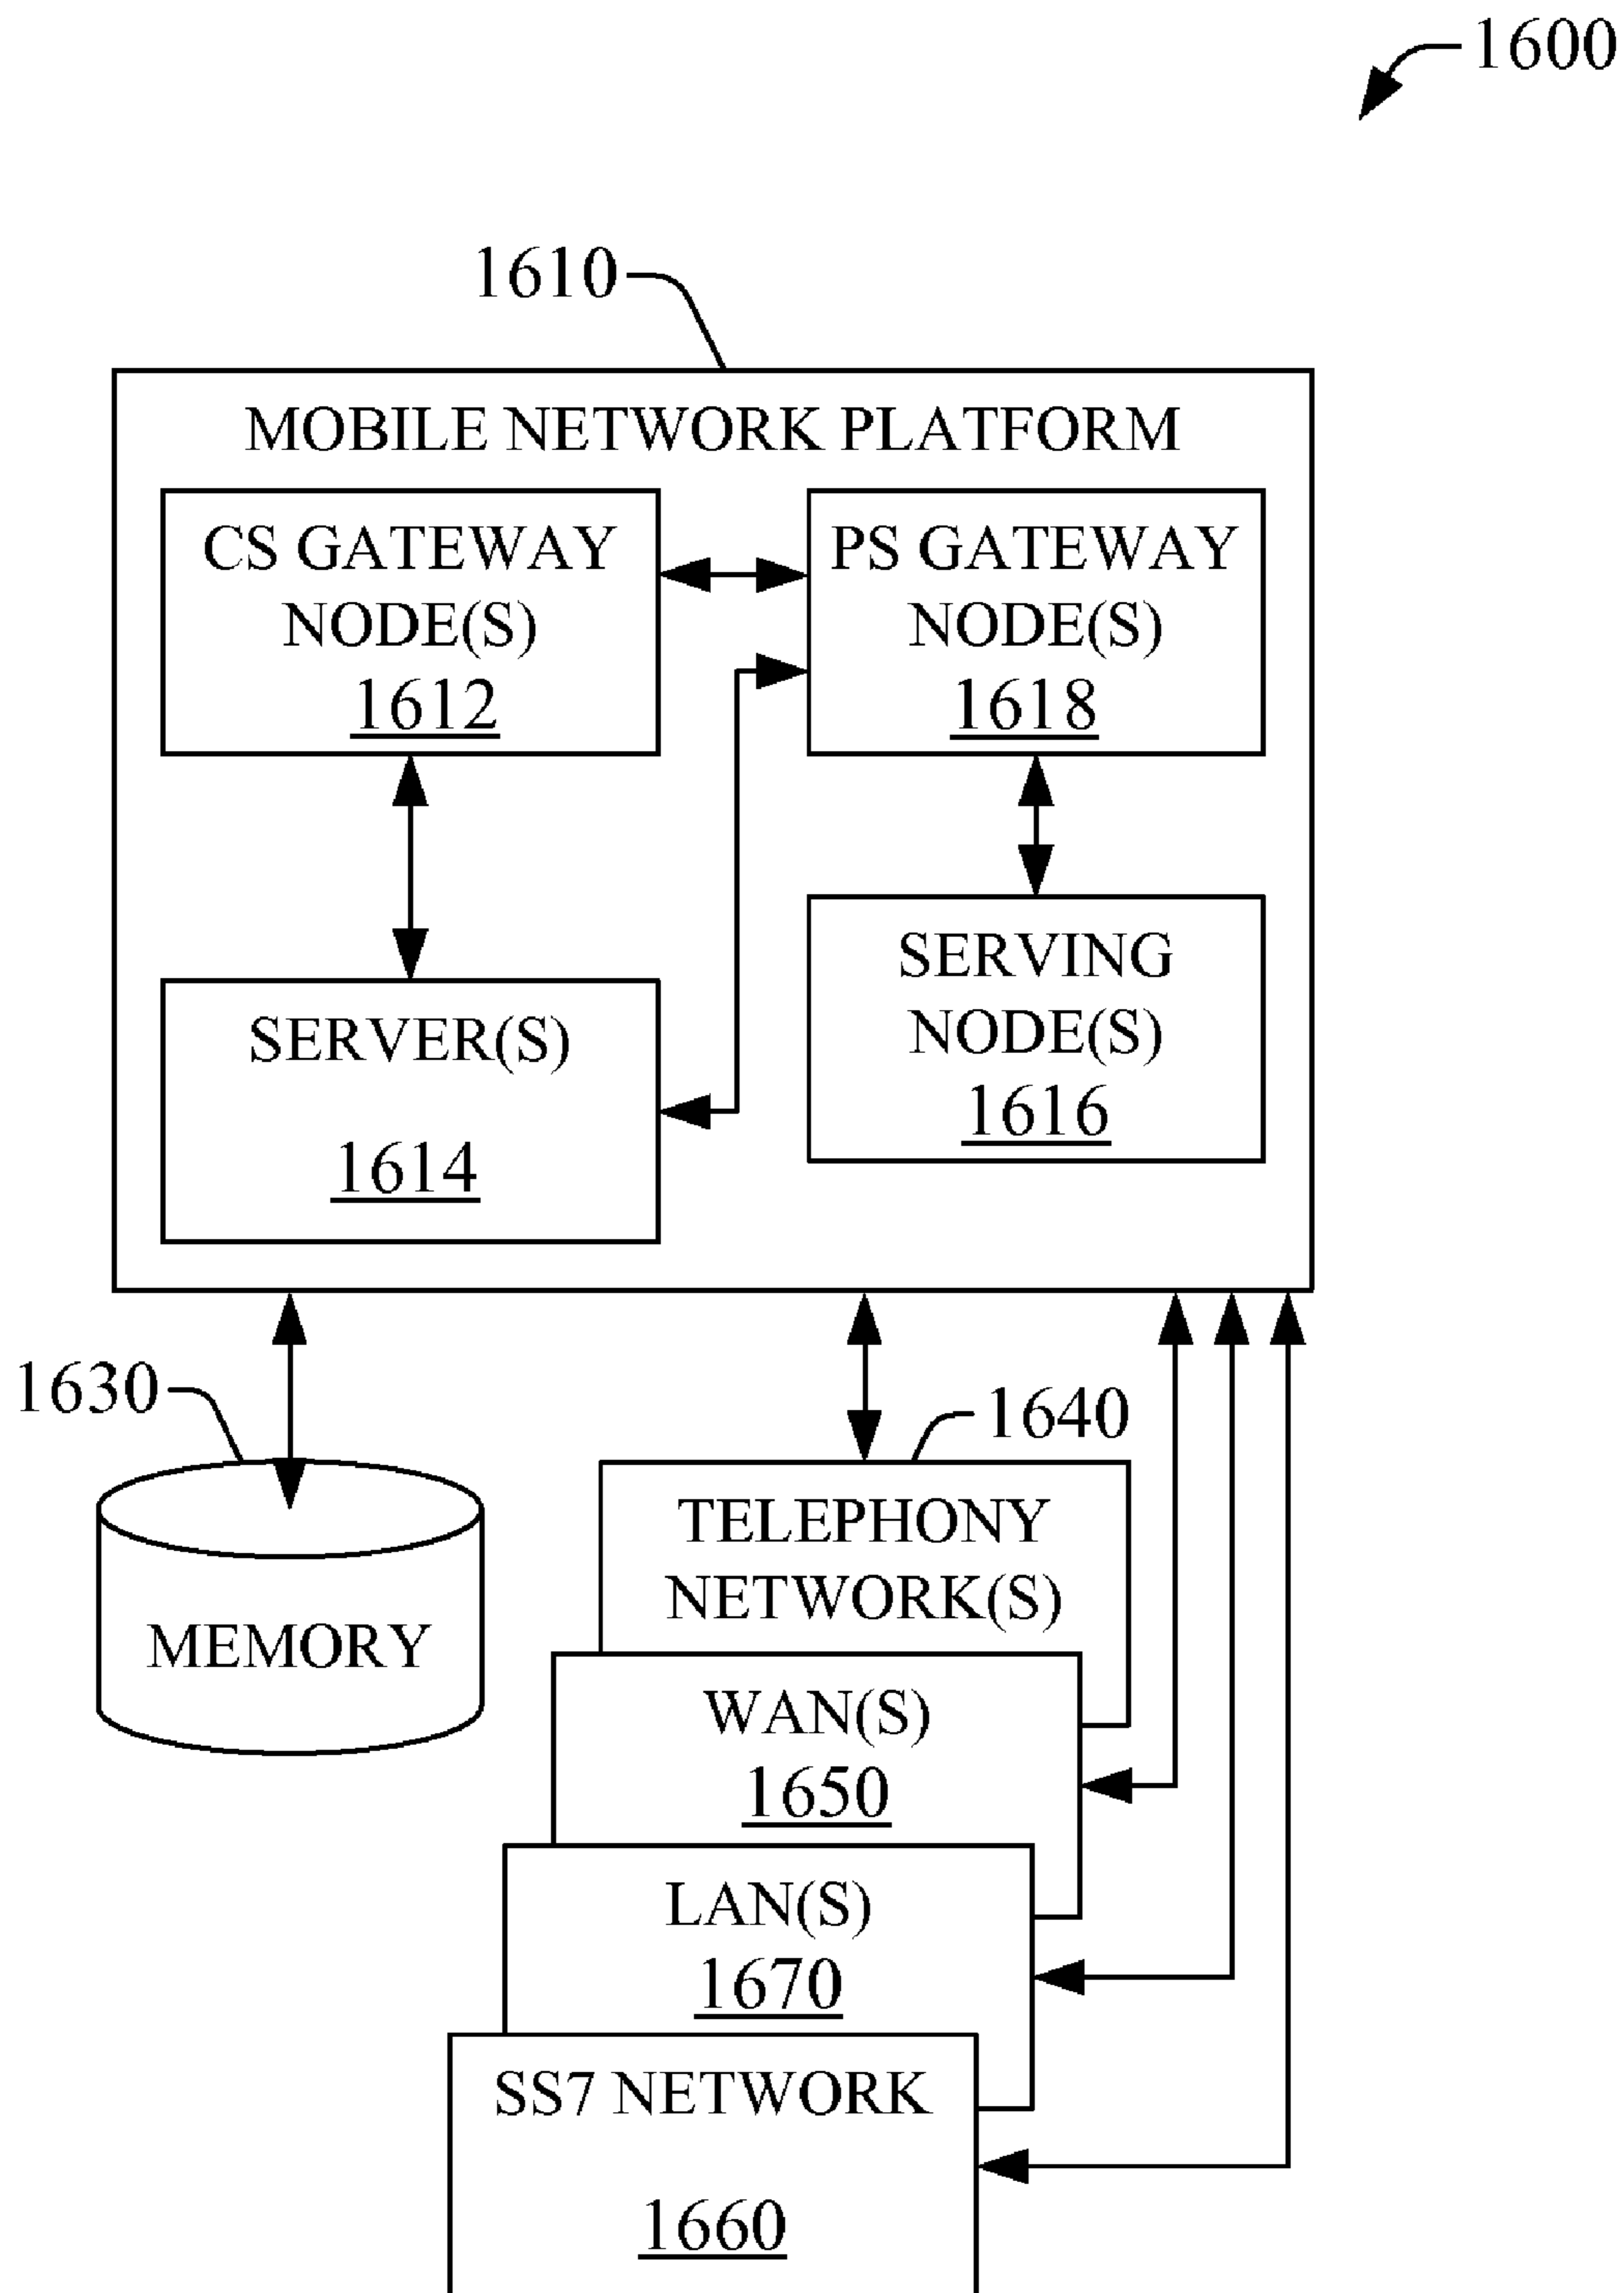 1600
1610
MOBILE NETWORK PLATFORM
CS GATEWAY
NODE(S)
1612
PS GATEWAY
NODE(S)
1618
SERVER(S)
1614
SERVING
NODE(S)
1616
1630
MEMORY
1640
TELEPHONY
NETWORK(S)
WAN(S)
1650
LAN(S)
1670
SS7 NETWORK
1660